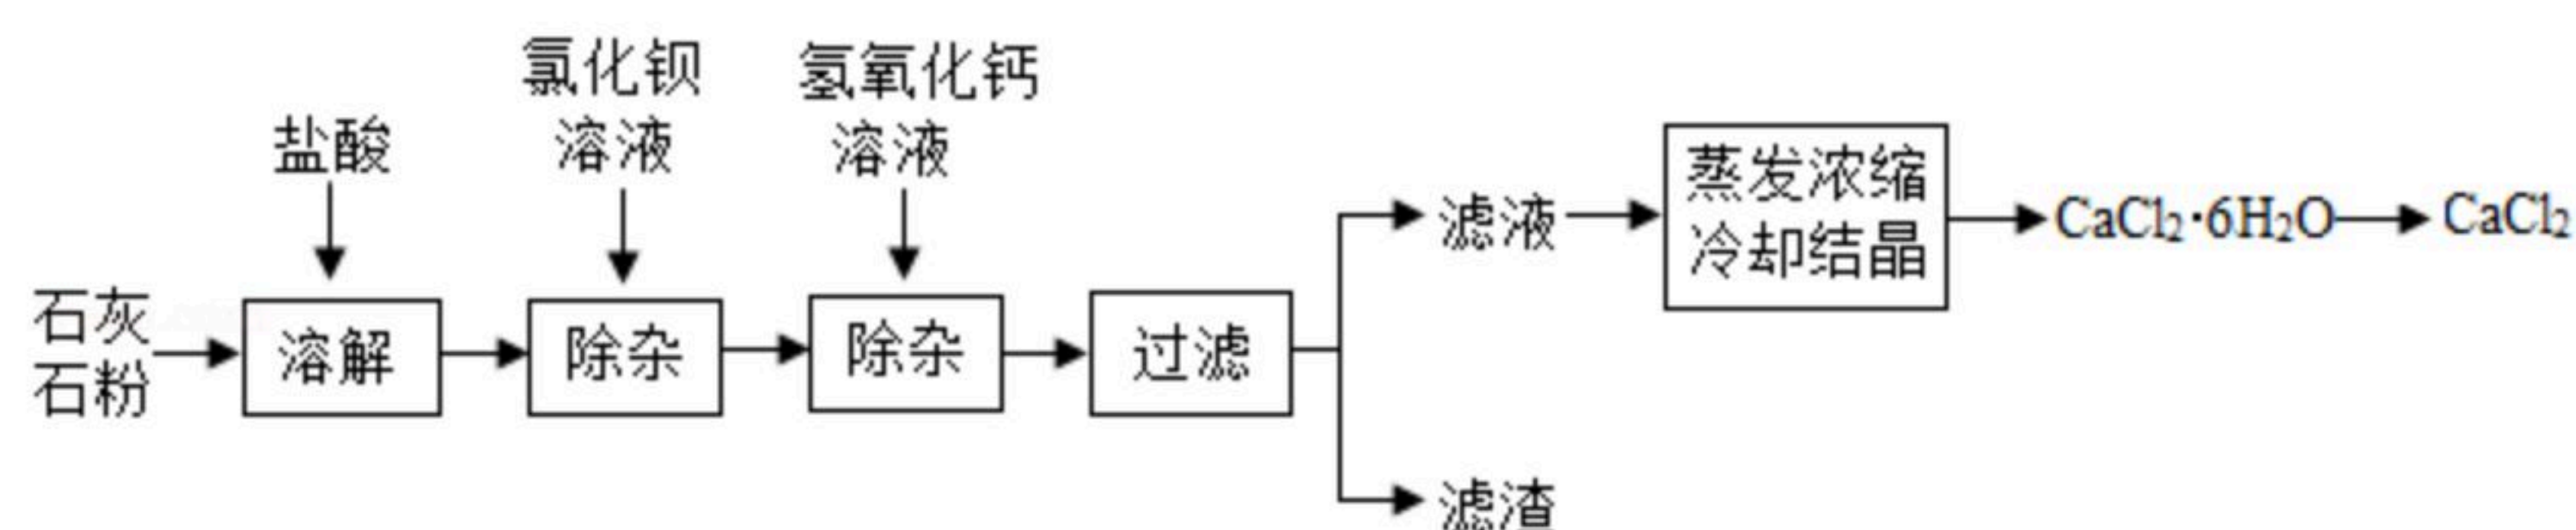 石灰
石粉
盐酸
溶解
氯化钡
溶液
除杂
氢氧化钙
溶液
除杂
过滤
滤液
滤渣
蒸发浓缩
冷却结晶
CaCl₂·6H₂O
CaCl₂